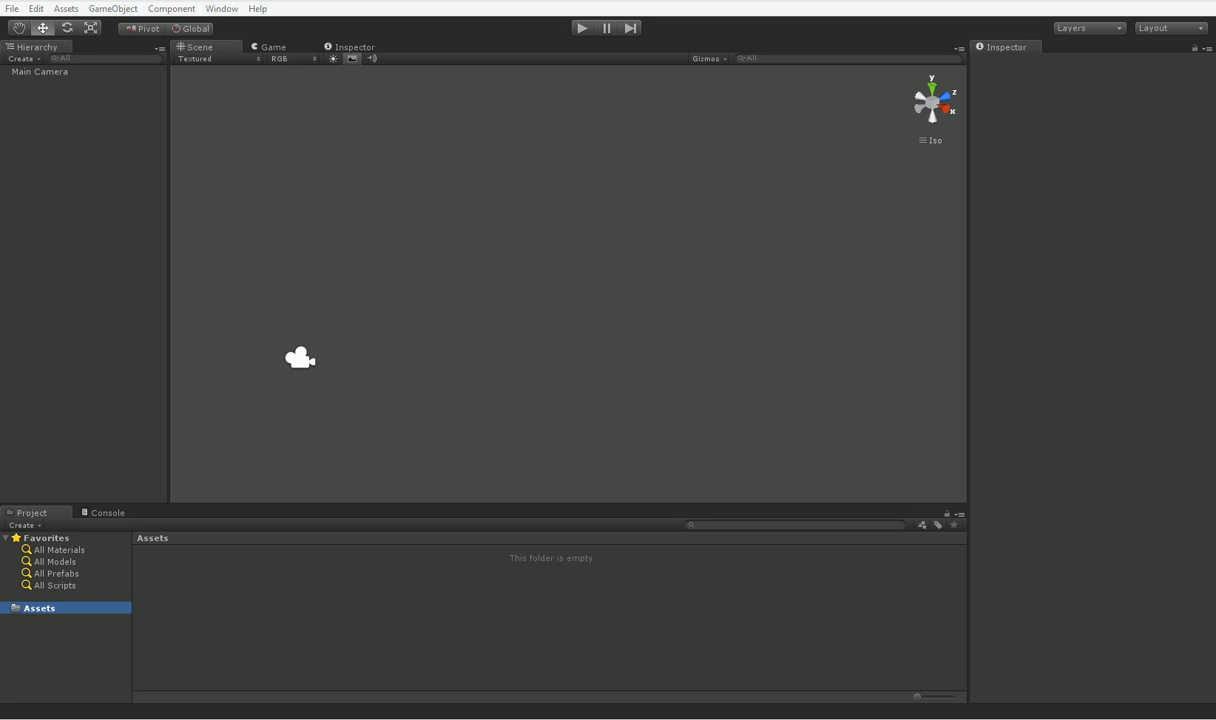 File Edit Assets GameObject Component Window Help
Pivot Global Layers Layout
Hierarchy Scene Game Inspector Inspector
Create All Textured RGB Gizmos All
Main Camera
y
z
x
Iso
Project Console
Create
Favorites Assets
All Materials This folder is empty
All Models
All Prefabs
All Scripts
Assets